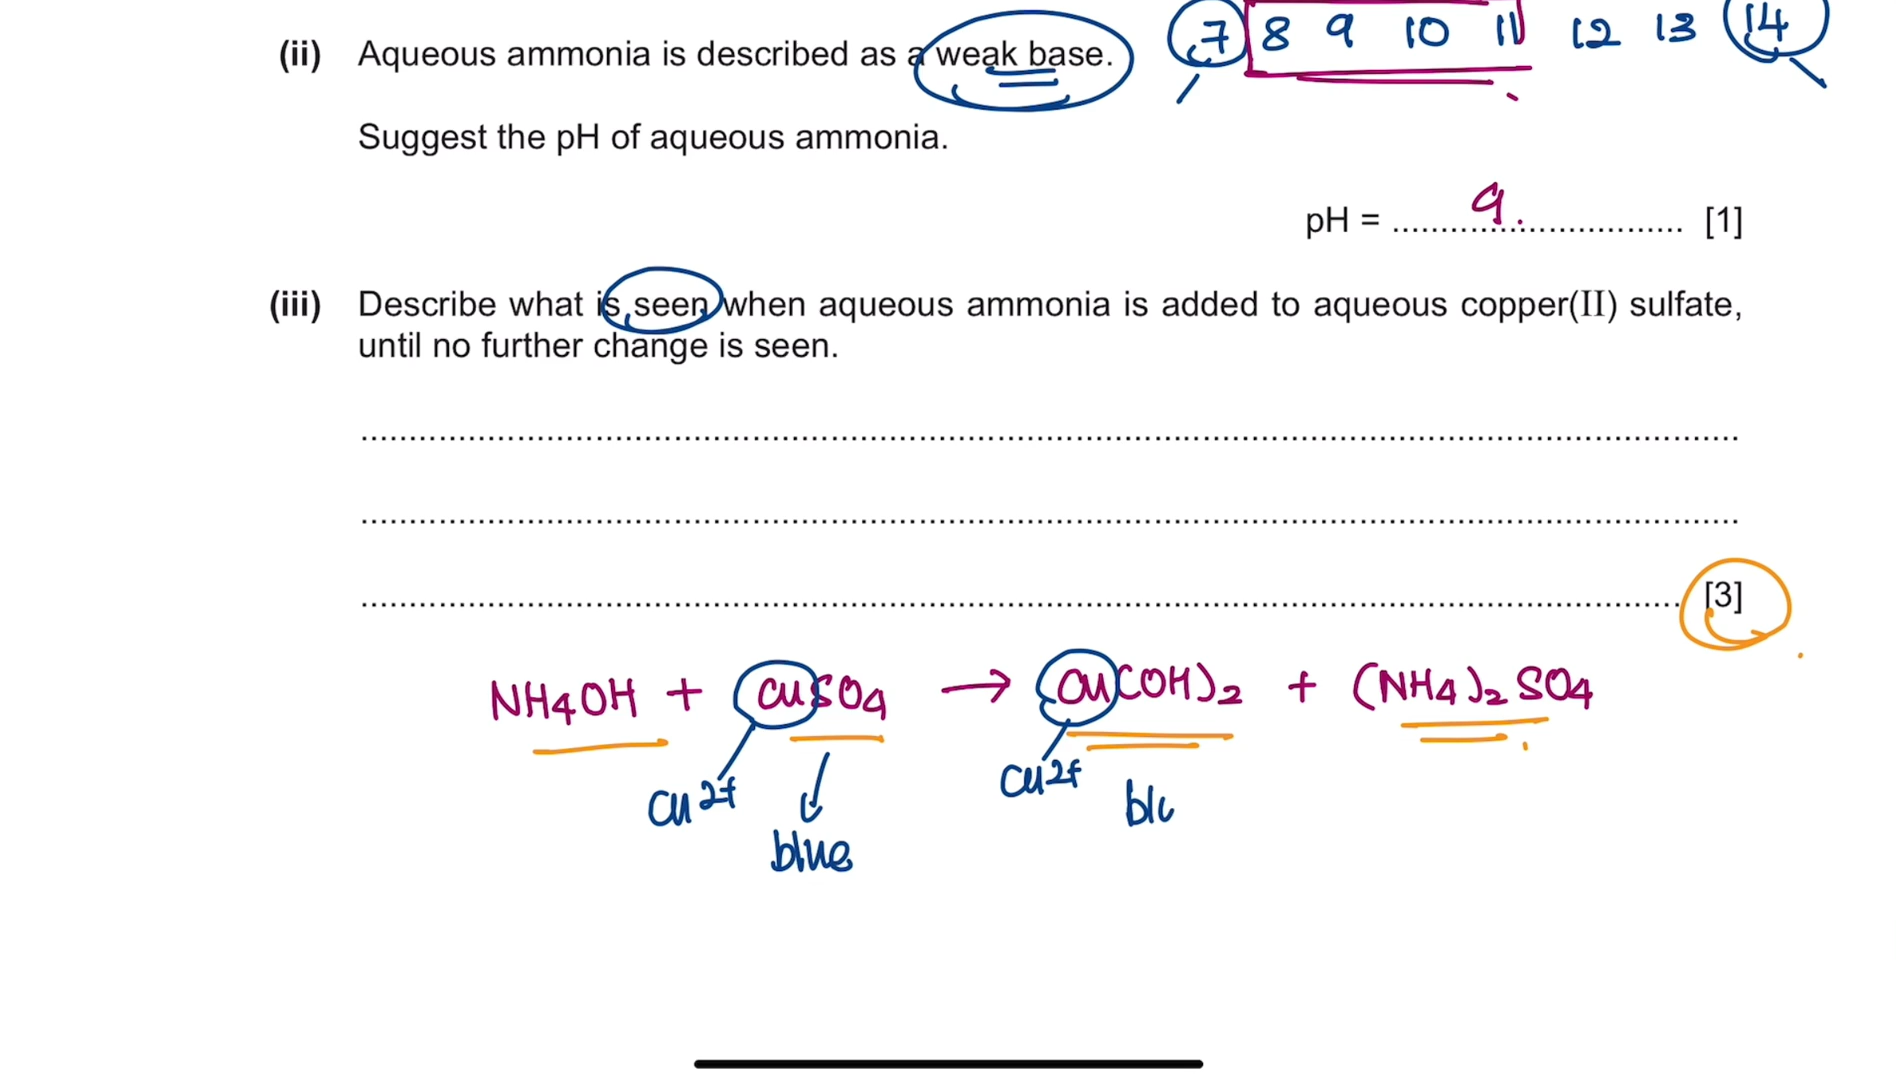 7 8 9 10 11 12 13 14
(ii) Aqueous ammonia is described as a weak base.
Suggest the pH of aqueous ammonia.
pH = .......9.............. [1]
(iii) Describe what is seen when aqueous ammonia is added to aqueous copper(II) sulfate,
until no further change is seen.
[3]
NH4OH + CuSO4 → Cu(OH)2 + (NH4)2 SO4
Cu2+ Cu2+ blu
blue